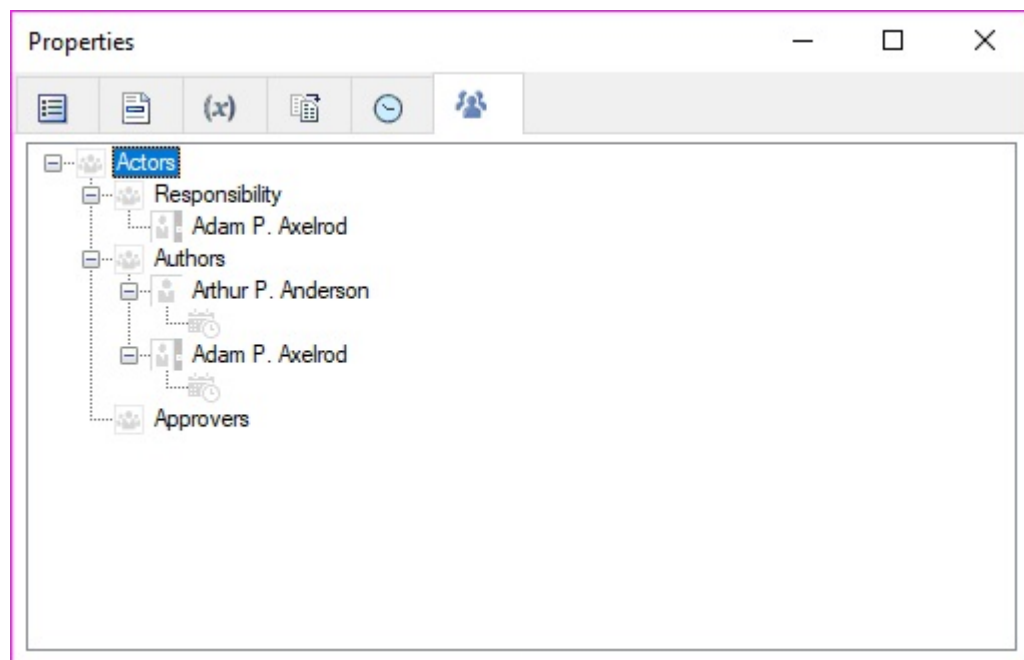 Properties
(x)
Actors
Responsibility
Adam P. Axelrod
Authors
Arthur P. Anderson
Adam P. Axelrod
Approvers